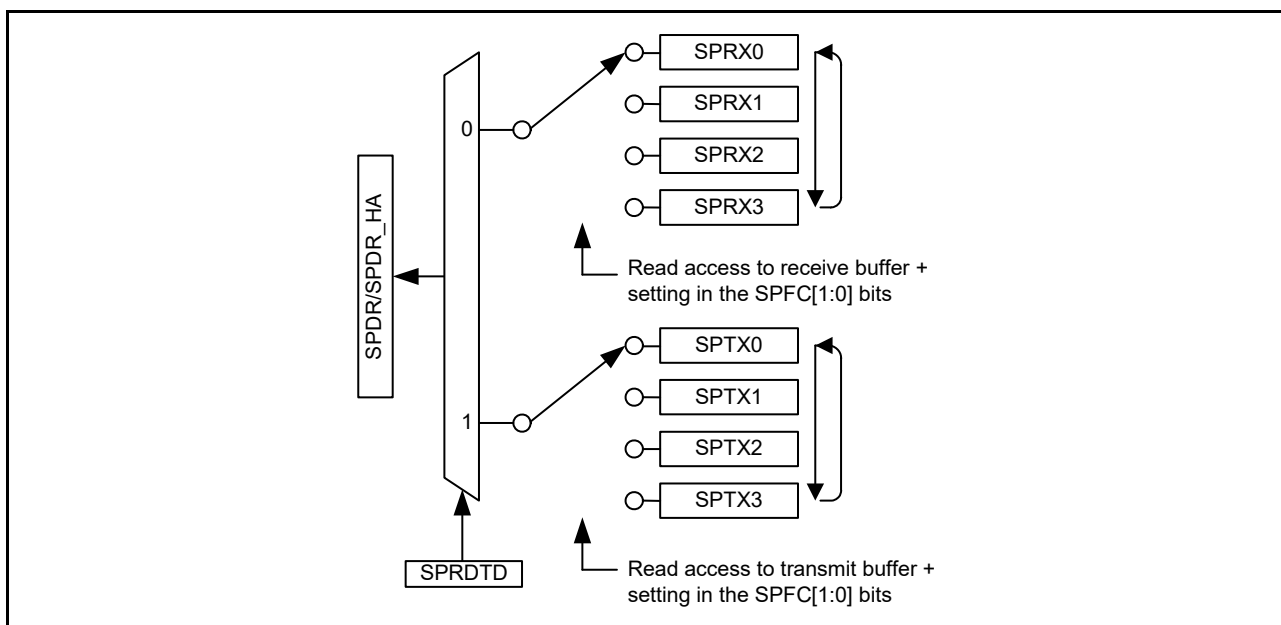 SPRX0
SPRX1
0
SPRX2
SPRX3
SPDR/SPDR_HA
Read access to receive buffer +
setting in the SPFC[1:0] bits
SPTX0
SPTX1
1
SPTX2
SPTX3
SPRDTD
Read access to transmit buffer +
setting in the SPFC[1:0] bits